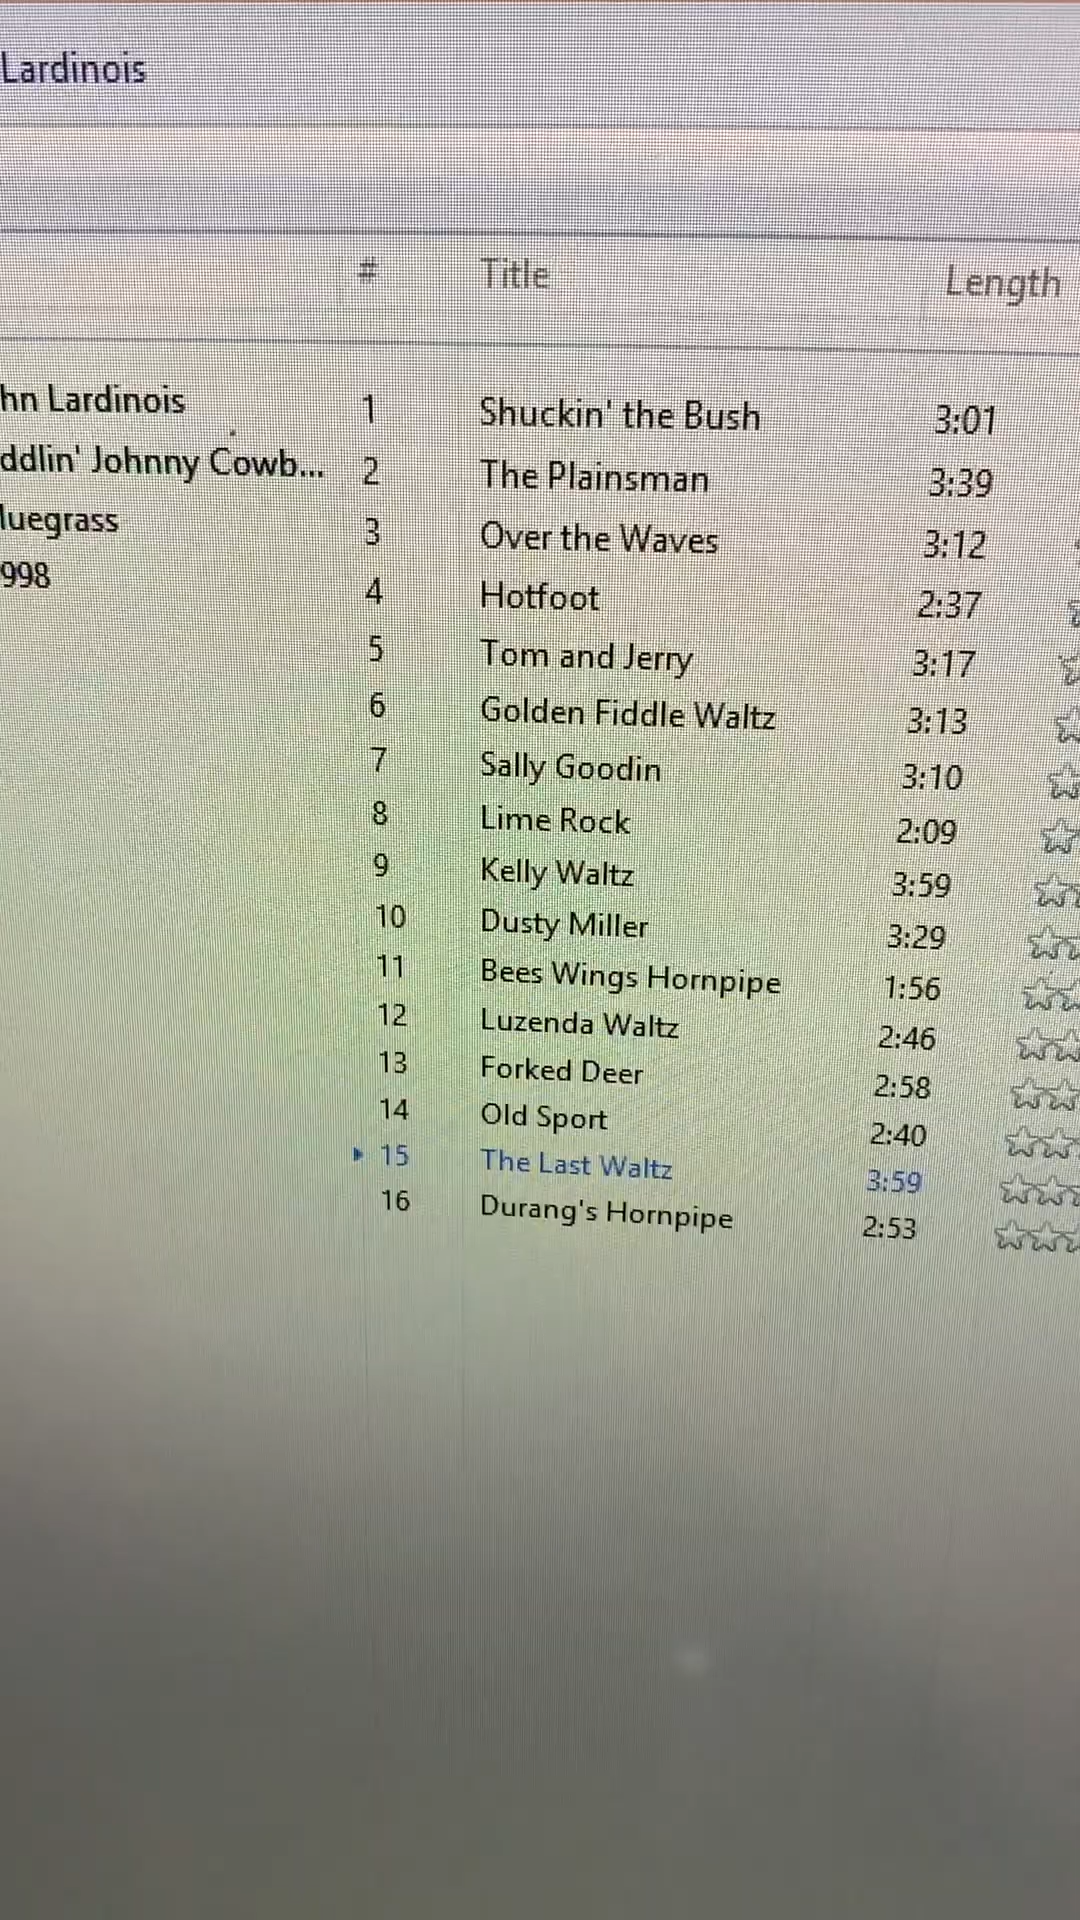 Lardinois
# Title Length
hn Lardinois 1 Shuckin' the Bush 3:01
ddlin' Johnny Cowb... 2 The Plainsman 3:39
luegrass 3 Over the Waves 3:12
998 4 Hotfoot 2:37
5 Tom and Jerry 3:17
6 Golden Fiddle Waltz 3:13
7 Sally Goodin 3:10
8 Lime Rock 2:09
9 Kelly Waltz 3:59
10 Dusty Miller 3:29
11 Bees Wings Hornpipe 1:56
12 Luzenda Waltz 2:46
13 Forked Deer 2:58
14 Old Sport 2:40
15 The Last Waltz 3:59
16 Durang's Hornpipe 2:53